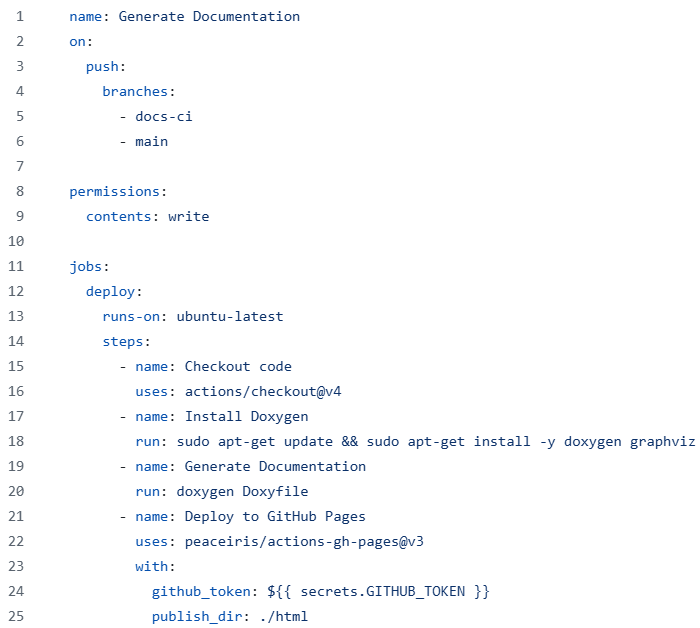 1 name: Generate Documentation
2 on:
3   push:
4     branches:
5       - docs-ci
6       - main
7
8 permissions:
9   contents: write
10
11 jobs:
12   deploy:
13     runs-on: ubuntu-latest
14     steps:
15       - name: Checkout code
16         uses: actions/checkout@v4
17       - name: Install Doxygen
18         run: sudo apt-get update && sudo apt-get install -y doxygen graphviz
19       - name: Generate Documentation
20         run: doxygen Doxyfile
21       - name: Deploy to GitHub Pages
22         uses: peaceiris/actions-gh-pages@v3
23         with:
24           github_token: ${{ secrets.GITHUB_TOKEN }}
25           publish_dir: ./html